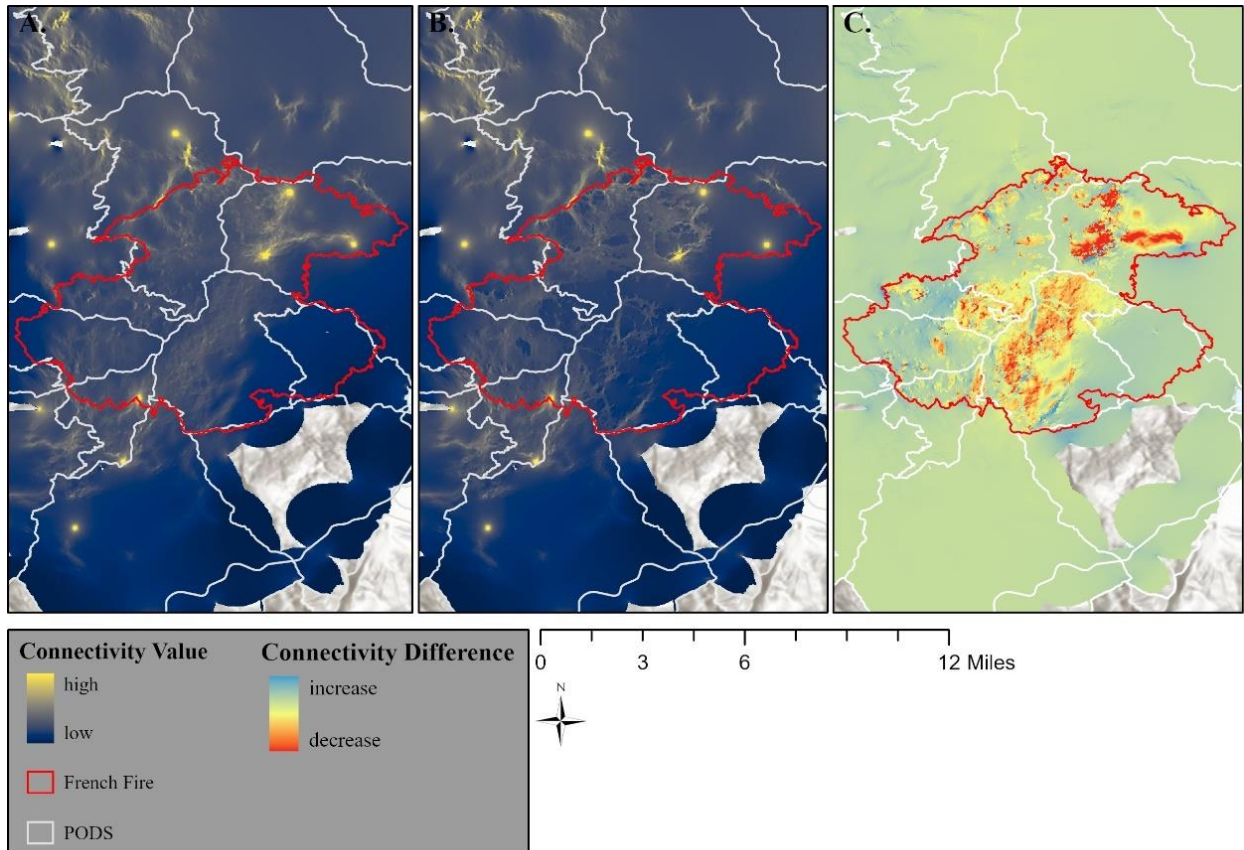 A.
B.
C.
Connectivity Value
high
low
French Fire
PODS
Connectivity Difference
increase
decrease
0 3 6 12 Miles
N